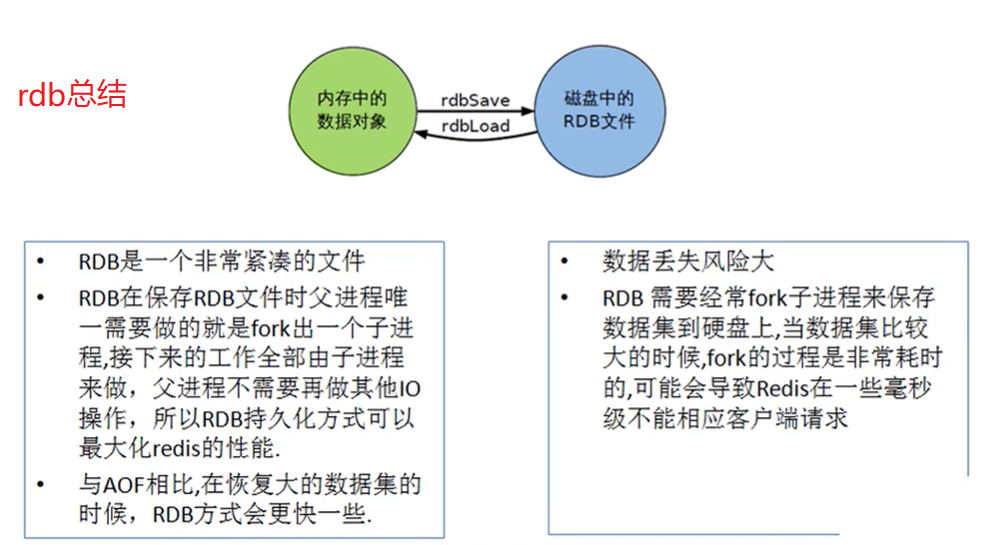 rdb总结
内存中的
数据对象
rdbSave
rdbLoad
磁盘中的
RDB文件
• RDB是一个非常紧凑的文件
• RDB在保存RDB文件时父进程唯
一需要做的就是fork出一个子进
程,接下来的工作全部由子进程
来做，父进程不需要再做其他IO
操作，所以RDB持久化方式可以
最大化redis的性能.
• 与AOF相比,在恢复大的数据集的
时候，RDB方式会更快一些.
• 数据丢失风险大
• RDB 需要经常fork子进程来保存
数据集到硬盘上,当数据集比较
大的时候,fork的过程是非常耗时
的,可能会导致Redis在一些毫秒
级不能相应客户端请求